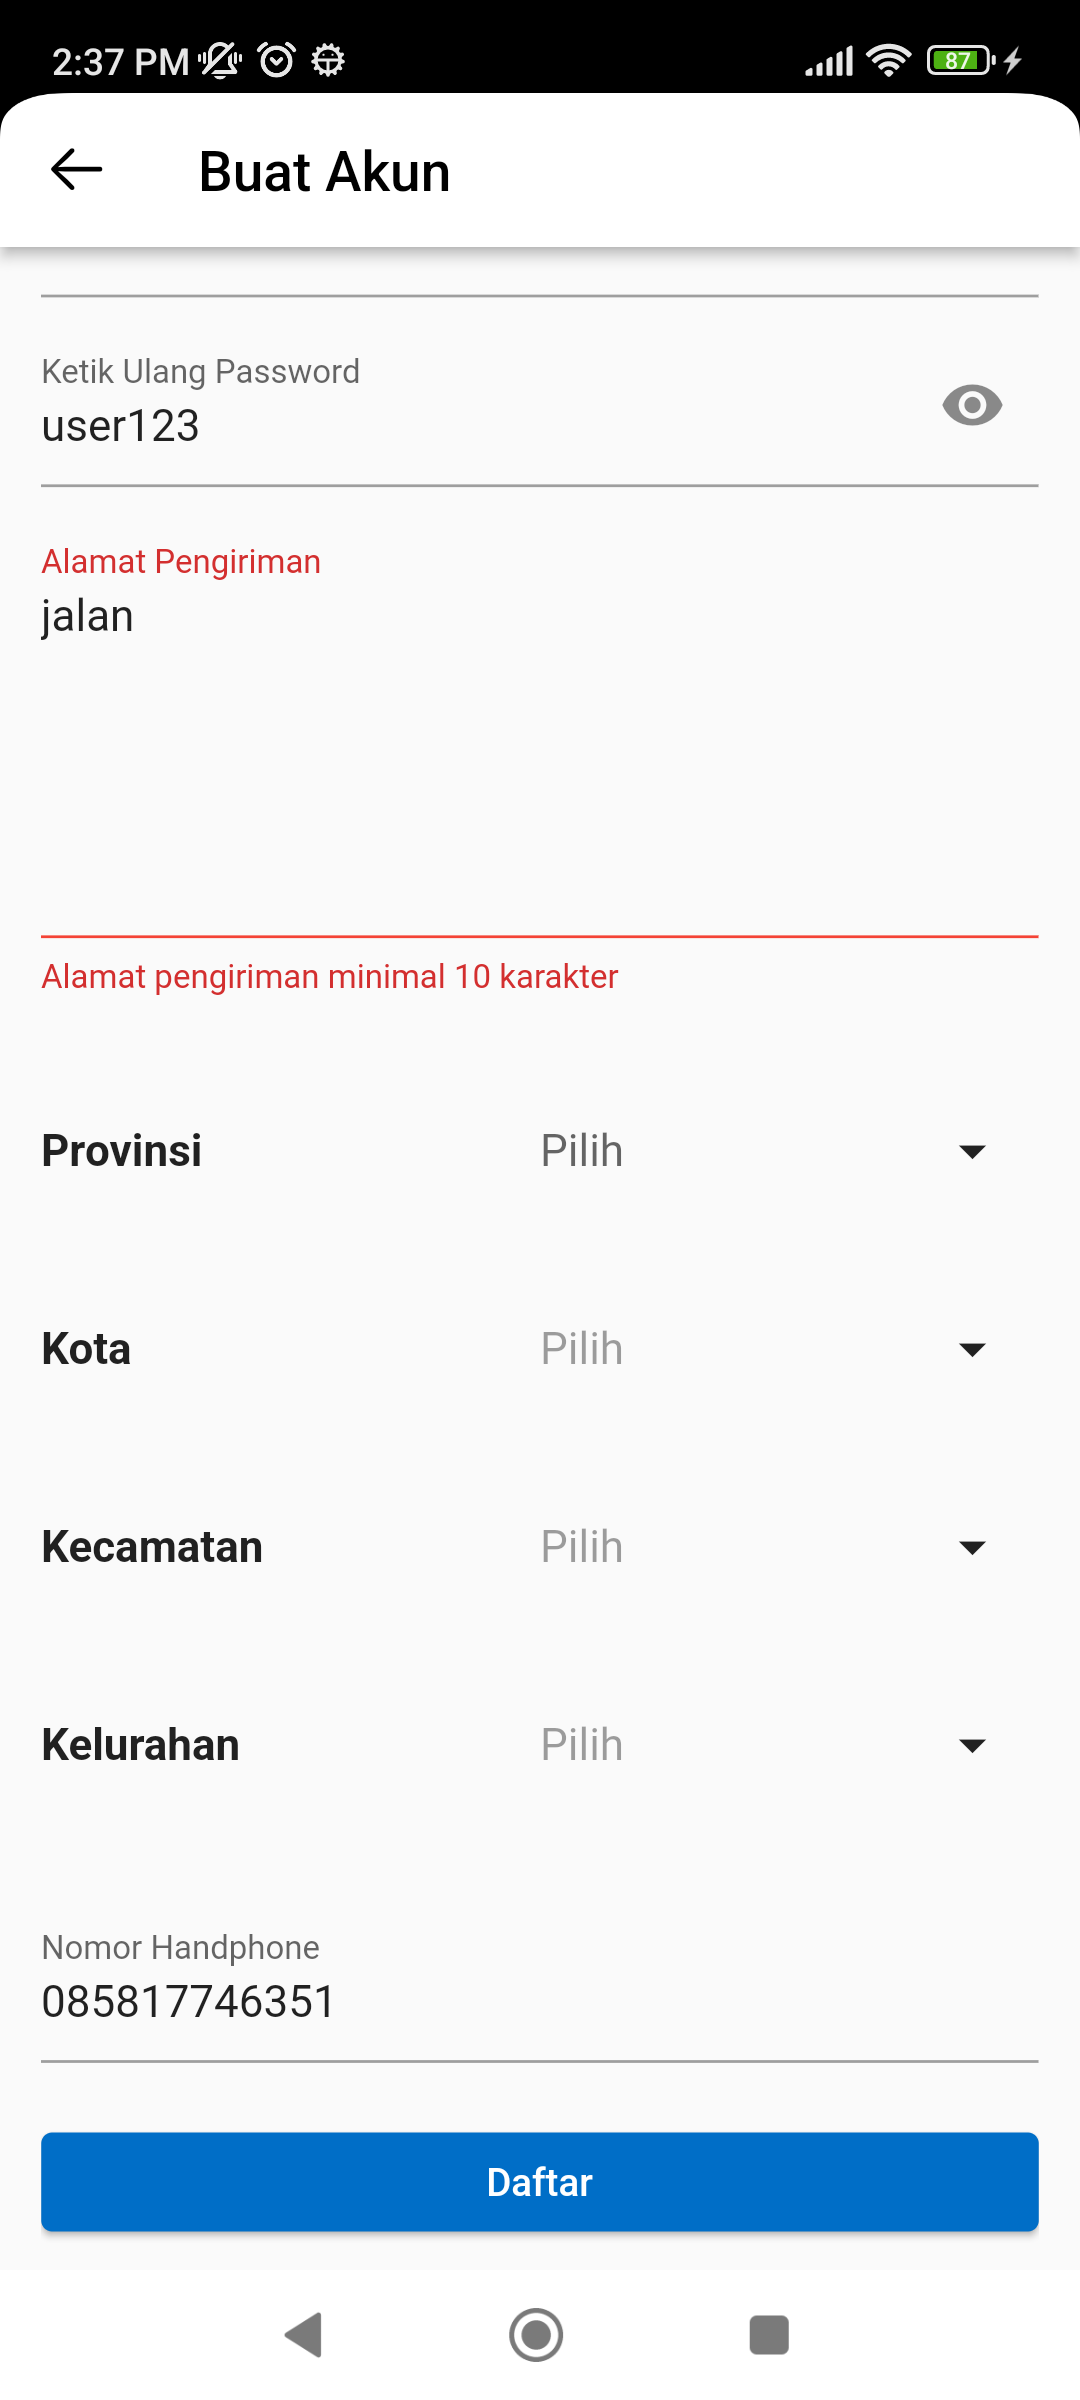 2:37 PM
87
Buat Akun
Ketik Ulang Password
user123
Alamat Pengiriman
jalan
Alamat pengiriman minimal 10 karakter
Provinsi Pilih
Kota Pilih
Kecamatan Pilih
Kelurahan Pilih
Nomor Handphone
085817746351
Daftar